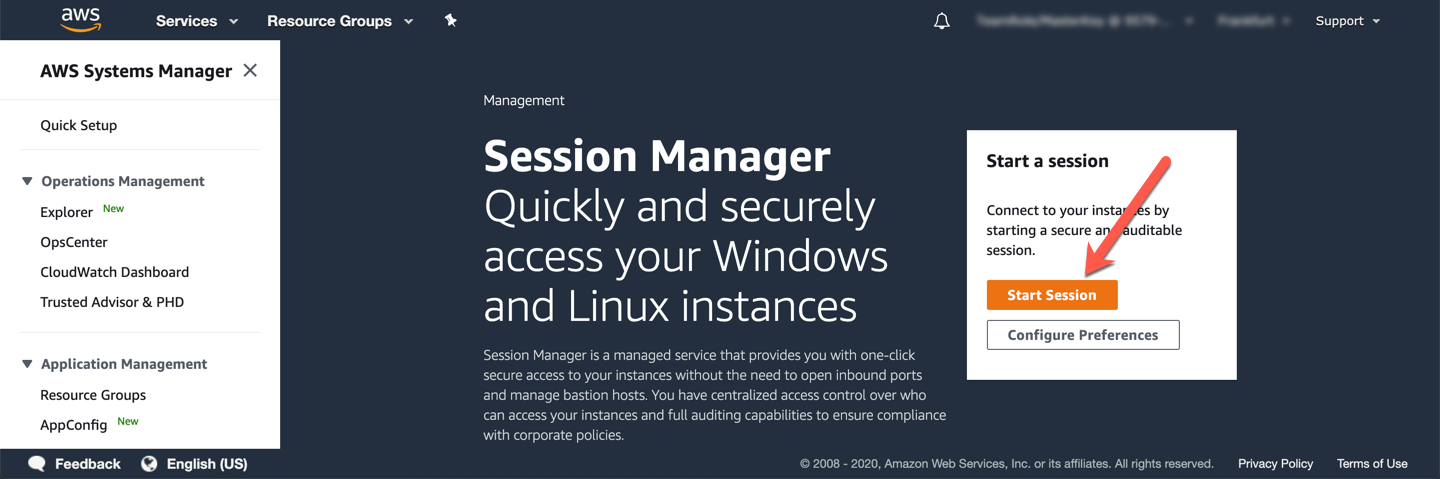 aws
Services
Resource Groups
Support
AWS Systems Manager
Quick Setup
Operations Management
Explorer New
OpsCenter
CloudWatch Dashboard
Trusted Advisor & PHD
Application Management
Resource Groups
AppConfig New
Management
Session Manager
Quickly and securely
access your Windows
and Linux instances
Session Manager is a managed service that provides you with one-click
secure access to your instances without the need to open inbound ports
and manage bastion hosts. You have centralized access control over who
can access your instances and full auditing capabilities to ensure compliance
with corporate policies.
Start a session
Connect to your instances by
starting a secure and auditable
session.
Start Session
Configure Preferences
Feedback
English (US)
© 2008 - 2020, Amazon Web Services, Inc. or its affiliates. All rights reserved.
Privacy Policy
Terms of Use